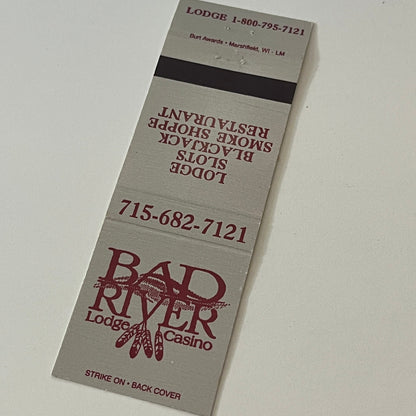 LODGE 1-800-795-7121
Burt Awards • Marshfield, WI - LM
LODGE
SLOTS
BLACKJACK
SMOKE SHOPPE
RESTAURANT
715-682-7121
BAD
RIVER
Lodge Casino
STRIKE ON • BACK COVER